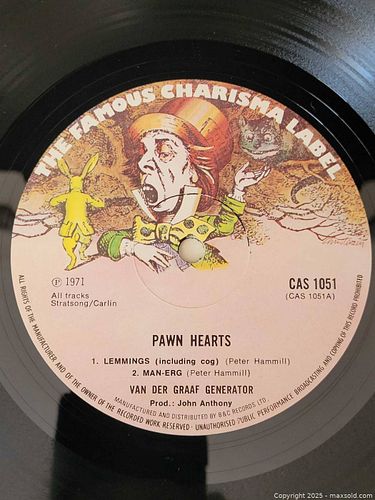 THE FAMOUS CHARISMA LABEL
℗ 1971
All tracks
Stratsong/Carlin
CAS 1051
(CAS 1051A)
PAWN HEARTS
1. LEMMINGS (including cog) (Peter Hammill)
2. MAN-ERG (Peter Hammill)
VAN DER GRAAF GENERATOR
Prod.: John Anthony
MANUFACTURED AND DISTRIBUTED BY B&C RECORDS LTD.
ALL RIGHTS OF THE MANUFACTURER AND OF THE OWNER OF THE RECORDED WORK RESERVED · UNAUTHORISED PUBLIC PERFORMANCE BROADCASTING AND COPYING OF THIS RECORD PROHIBITED
Copyright 2025 - maxsold.com